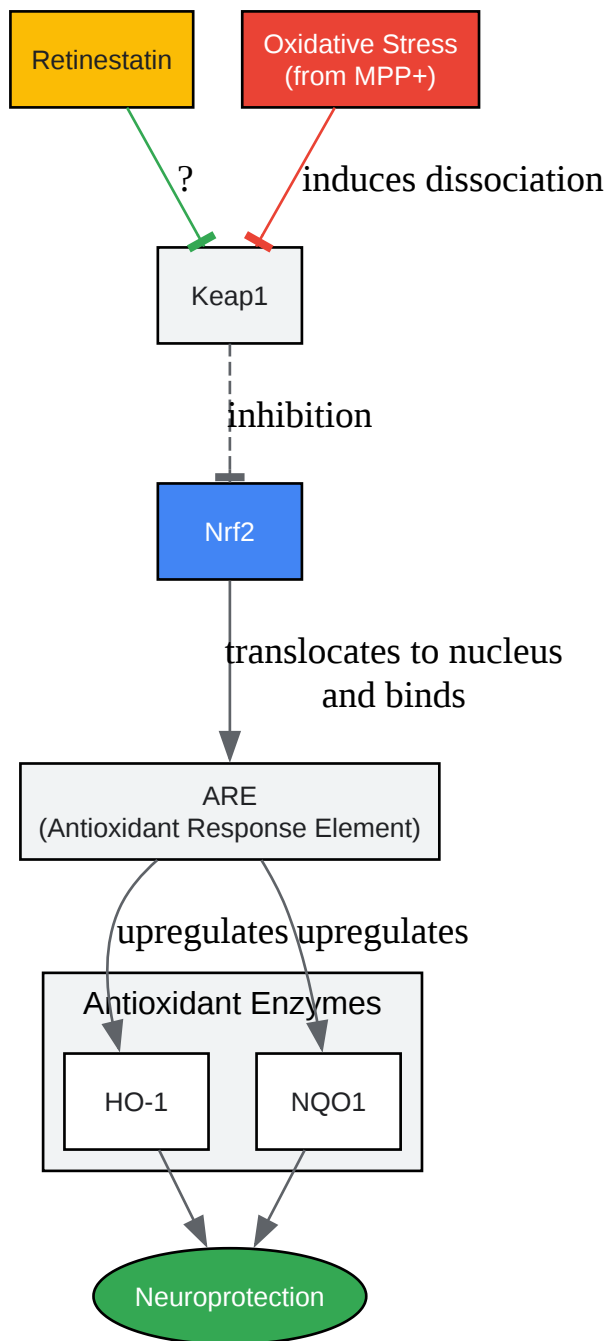 Retinestatin
Oxidative Stress
(from MPP+)
?
induces dissociation
Keap1
inhibition
Nrf2
translocates to nucleus
and binds
ARE
(Antioxidant Response Element)
upregulates
upregulates
Antioxidant Enzymes
HO-1
NQO1
Neuroprotection